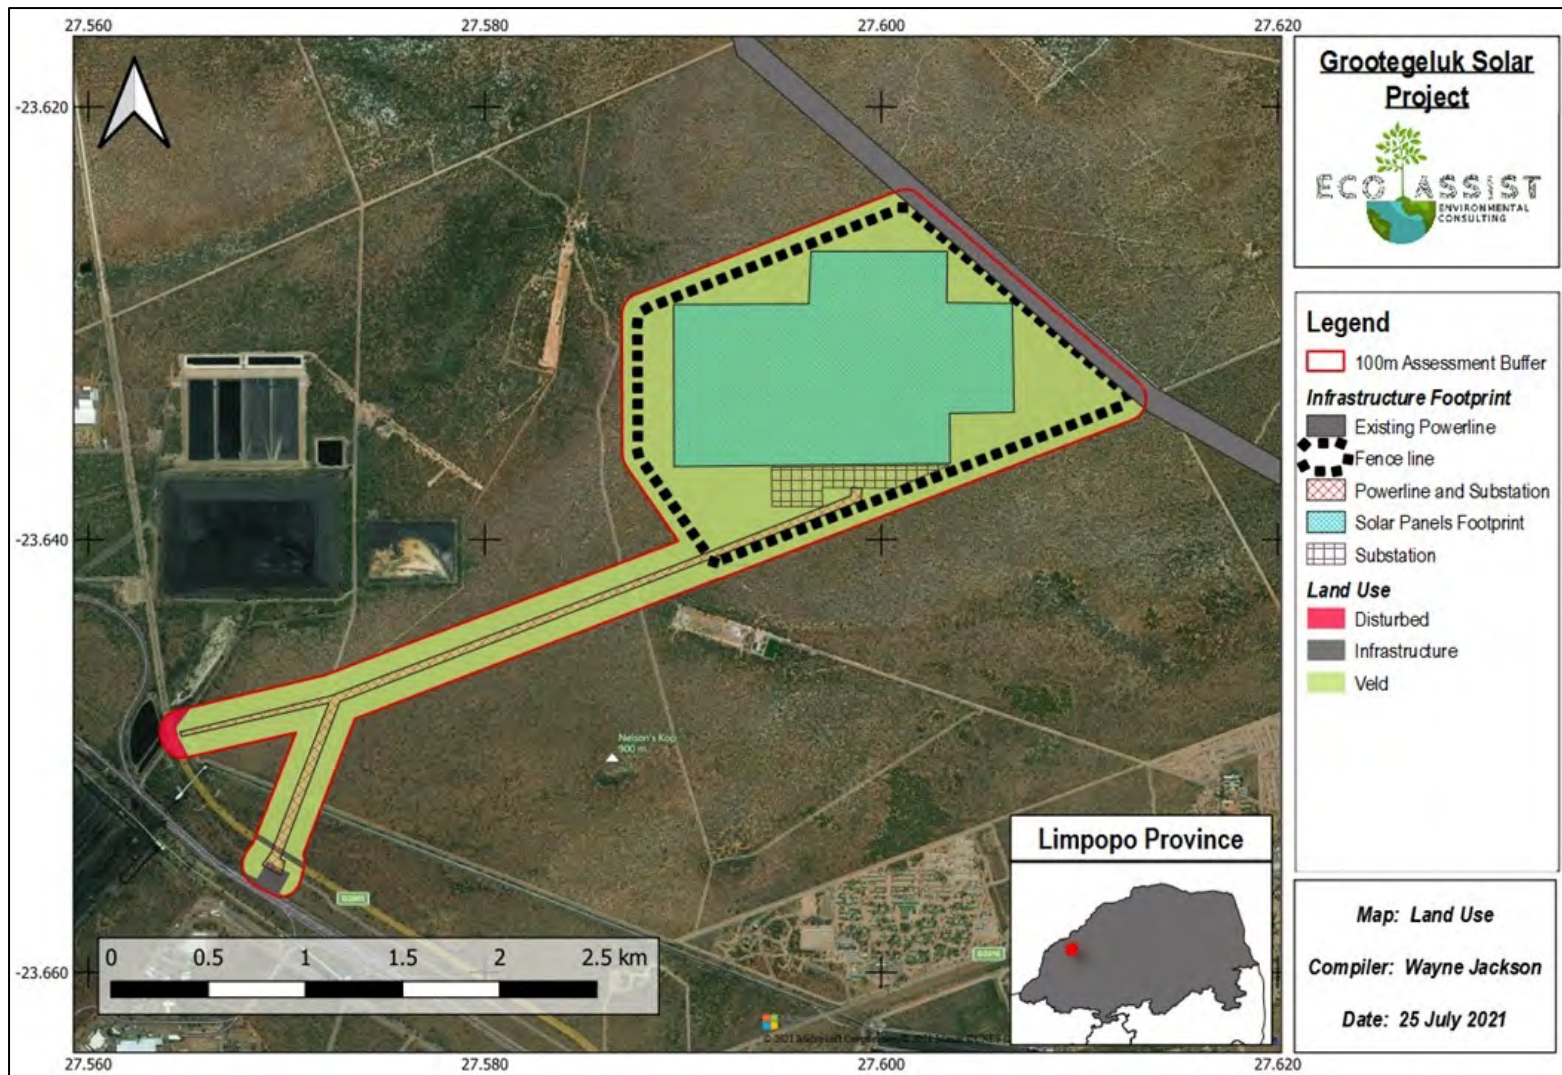 27.560
27.580
27.600
27.620
-23.620
-23.640
-23.660
27.560
27.580
27.600
27.620
Nelson's Kop
900 m
0 0.5 1 1.5 2 2.5 km
Limpopo Province
Grootegeluk Solar
Project
ECO ASSIST
ENVIRONMENTAL
CONSULTING
Legend
100m Assessment Buffer
Infrastructure Footprint
Existing Powerline
Fence line
Powerline and Substation
Solar Panels Footprint
Substation
Land Use
Disturbed
Infrastructure
Veld
Map: Land Use
Compiler: Wayne Jackson
Date: 25 July 2021
© 2021 Microsoft Corporation